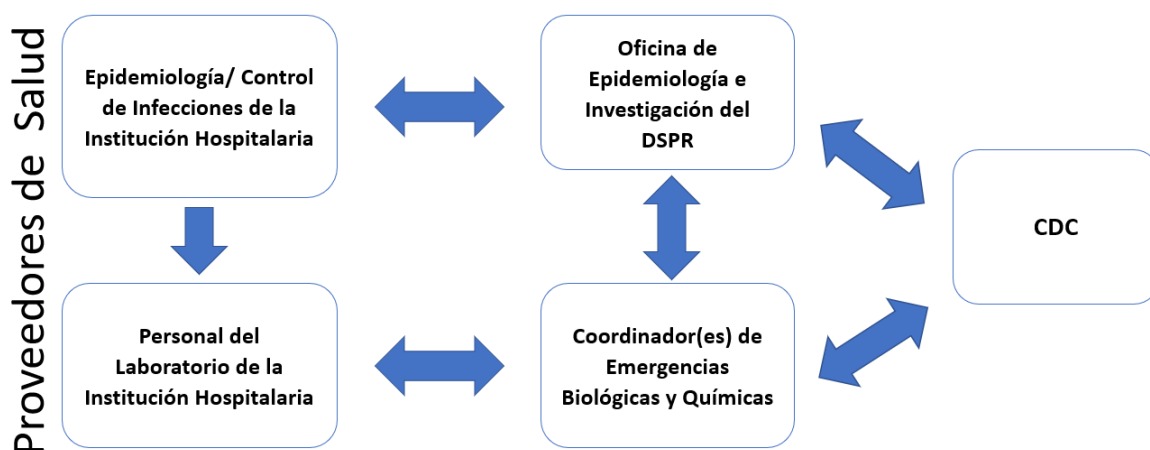 Proveedores de Salud
Epidemiología/ Control
de Infecciones de la
Institución Hospitalaria
Oficina de
Epidemiología e
Investigación del
DSPR
CDC
Personal del
Laboratorio de la
Institución Hospitalaria
Coordinador(es) de
Emergencias
Biológicas y Químicas